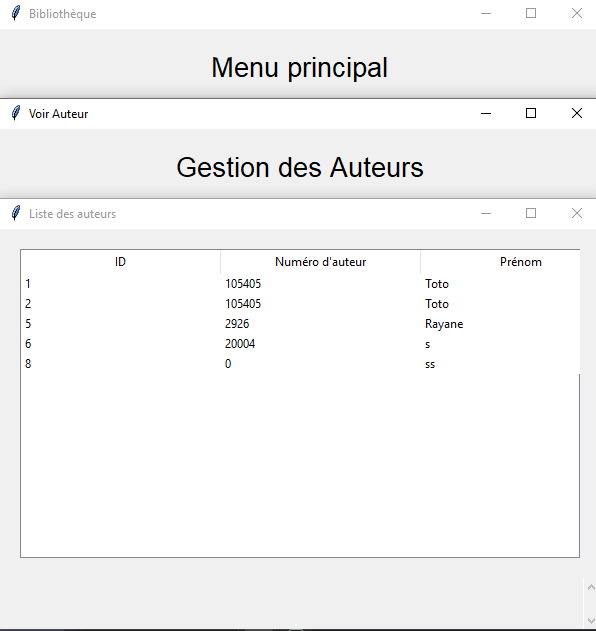 Bibliothèque
Menu principal
Voir Auteur
Gestion des Auteurs
Liste des auteurs
ID Numéro d'auteur Prénom
1 105405 Toto
2 105405 Toto
5 2926 Rayane
6 20004 s
8 0 ss